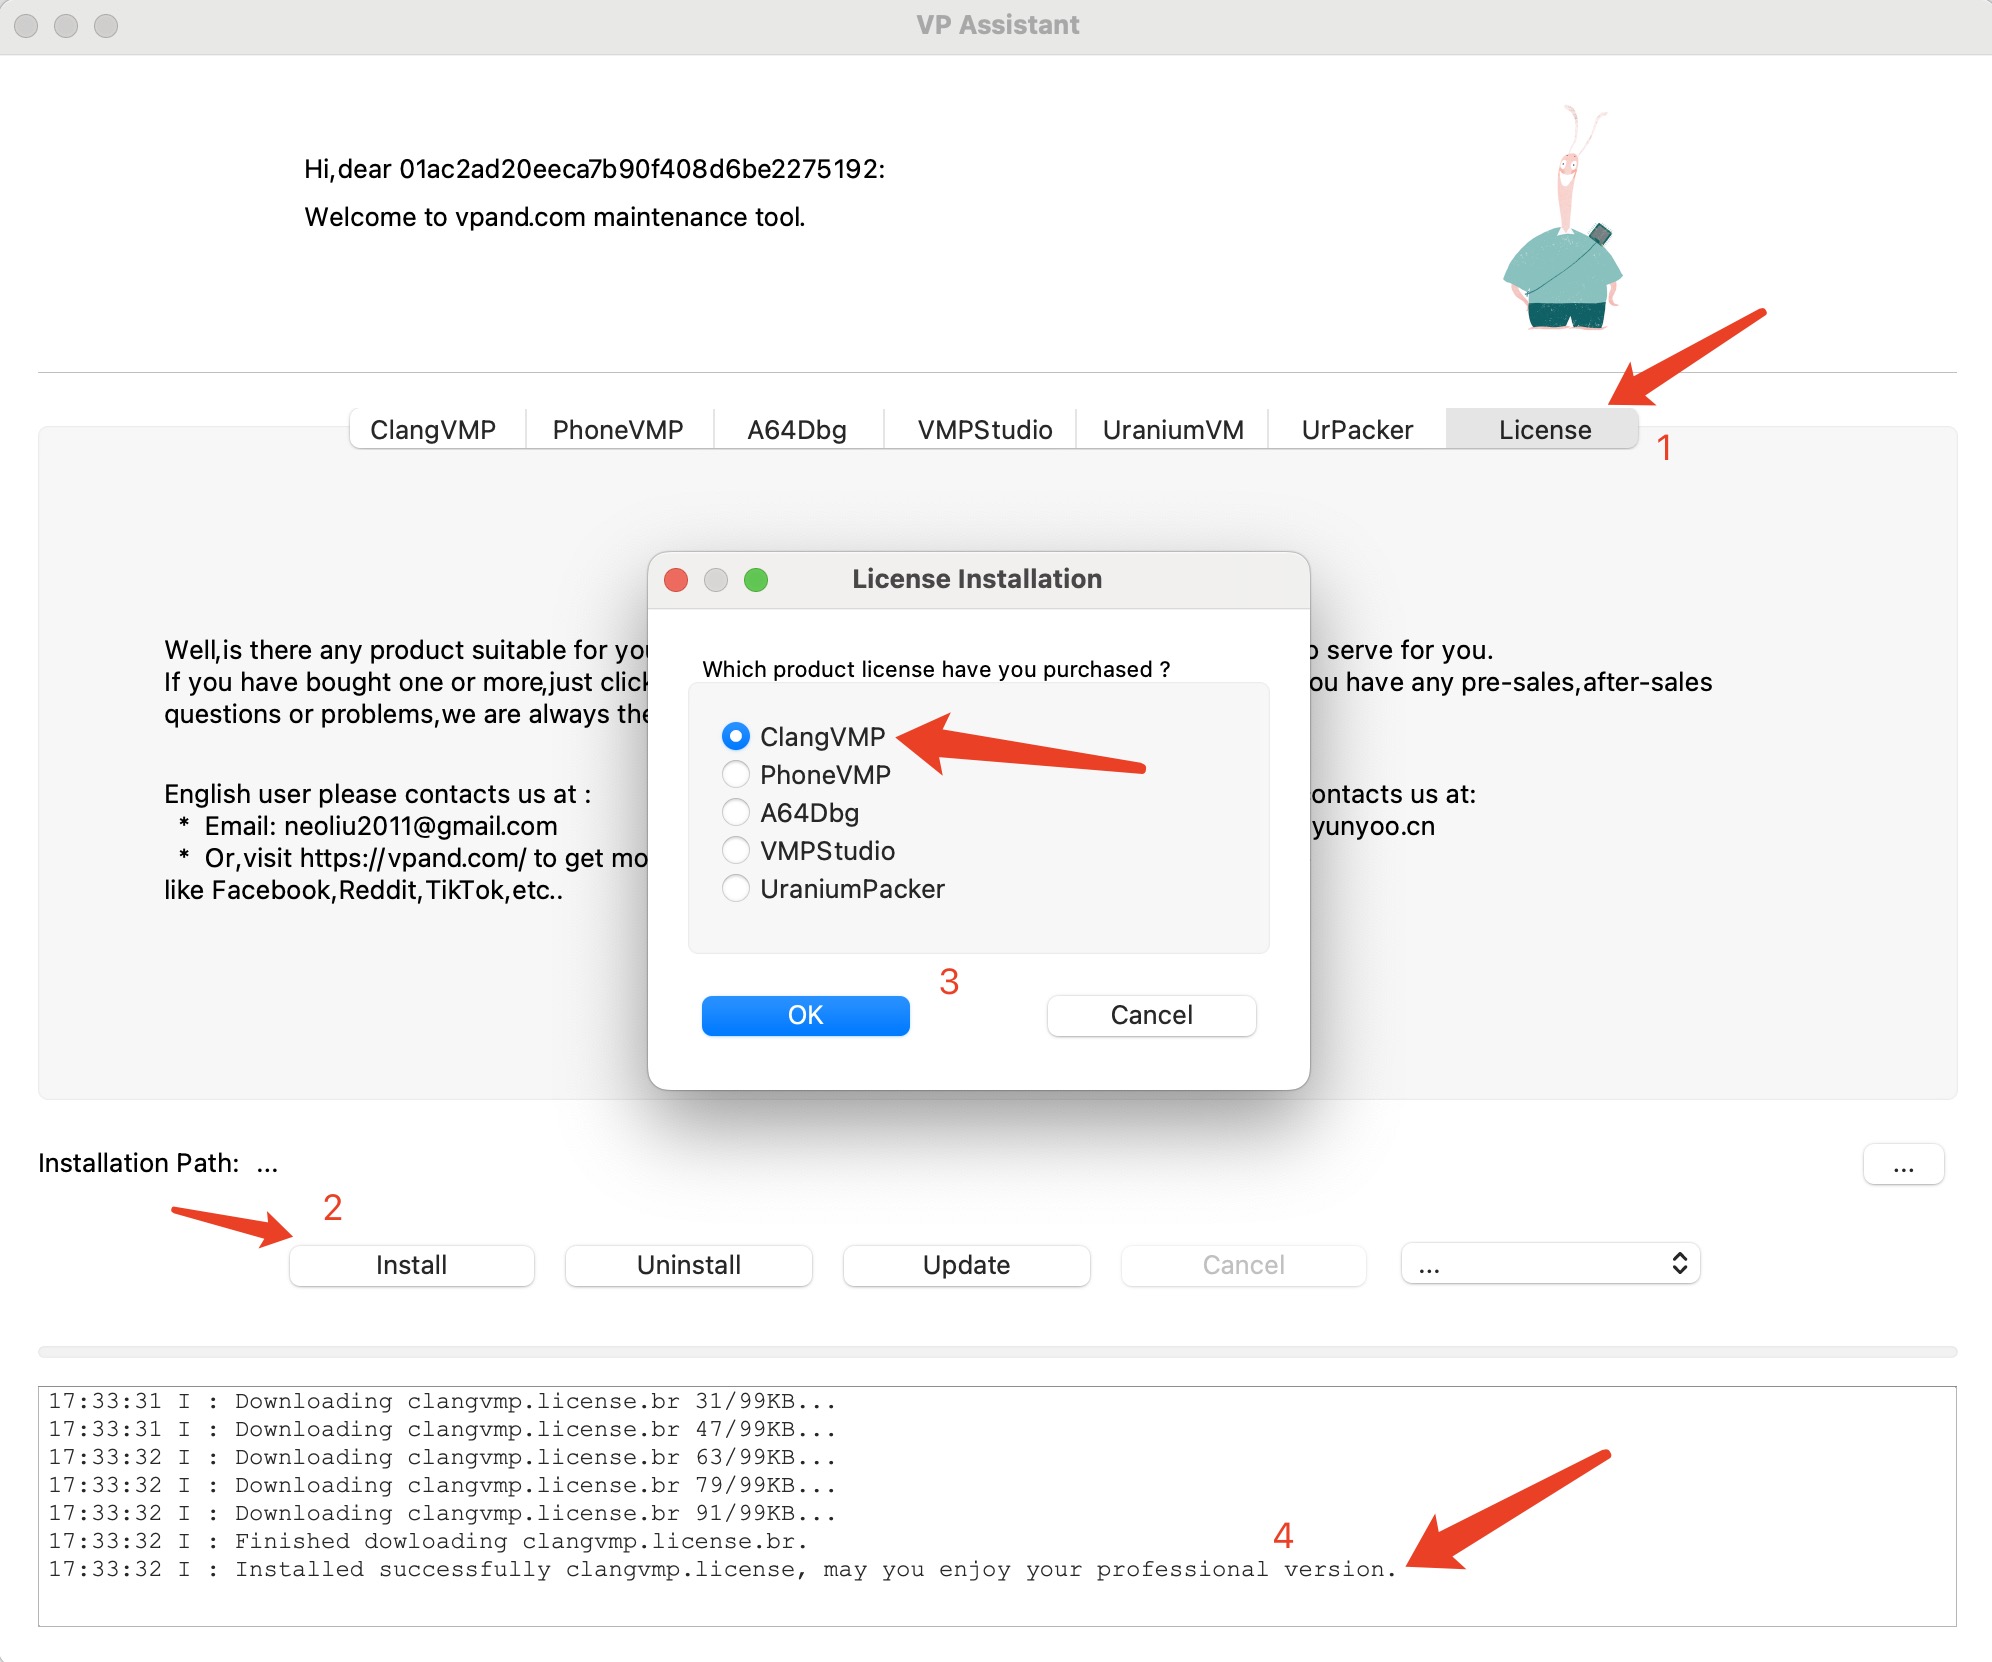 VP Assistant
Hi,dear 01ac2ad20eeca7b90f408d6be2275192:
Welcome to vpand.com maintenance tool.
ClangVMP PhoneVMP A64Dbg VMPStudio UraniumVM UrPacker License
1
License Installation
Well,is there any product suitable for you
o serve for you.
If you have bought one or more,just click
ou have any pre-sales,after-sales
questions or problems,we are always the
English user please contacts us at :
ontacts us at:
* Email: neoliu2011@gmail.com
yunyoo.cn
* Or,visit https://vpand.com/ to get mo
like Facebook,Reddit,TikTok,etc..
Which product license have you purchased ?
ClangVMP
PhoneVMP
A64Dbg
VMPStudio
UraniumPacker
3
OK Cancel
Installation Path: ...
...
2
Install Uninstall Update Cancel ...
17:33:31 I : Downloading clangvmp.license.br 31/99KB...
17:33:31 I : Downloading clangvmp.license.br 47/99KB...
17:33:32 I : Downloading clangvmp.license.br 63/99KB...
17:33:32 I : Downloading clangvmp.license.br 79/99KB...
17:33:32 I : Downloading clangvmp.license.br 91/99KB...
17:33:32 I : Finished dowloading clangvmp.license.br.
4
17:33:32 I : Installed successfully clangvmp.license, may you enjoy your professional version.